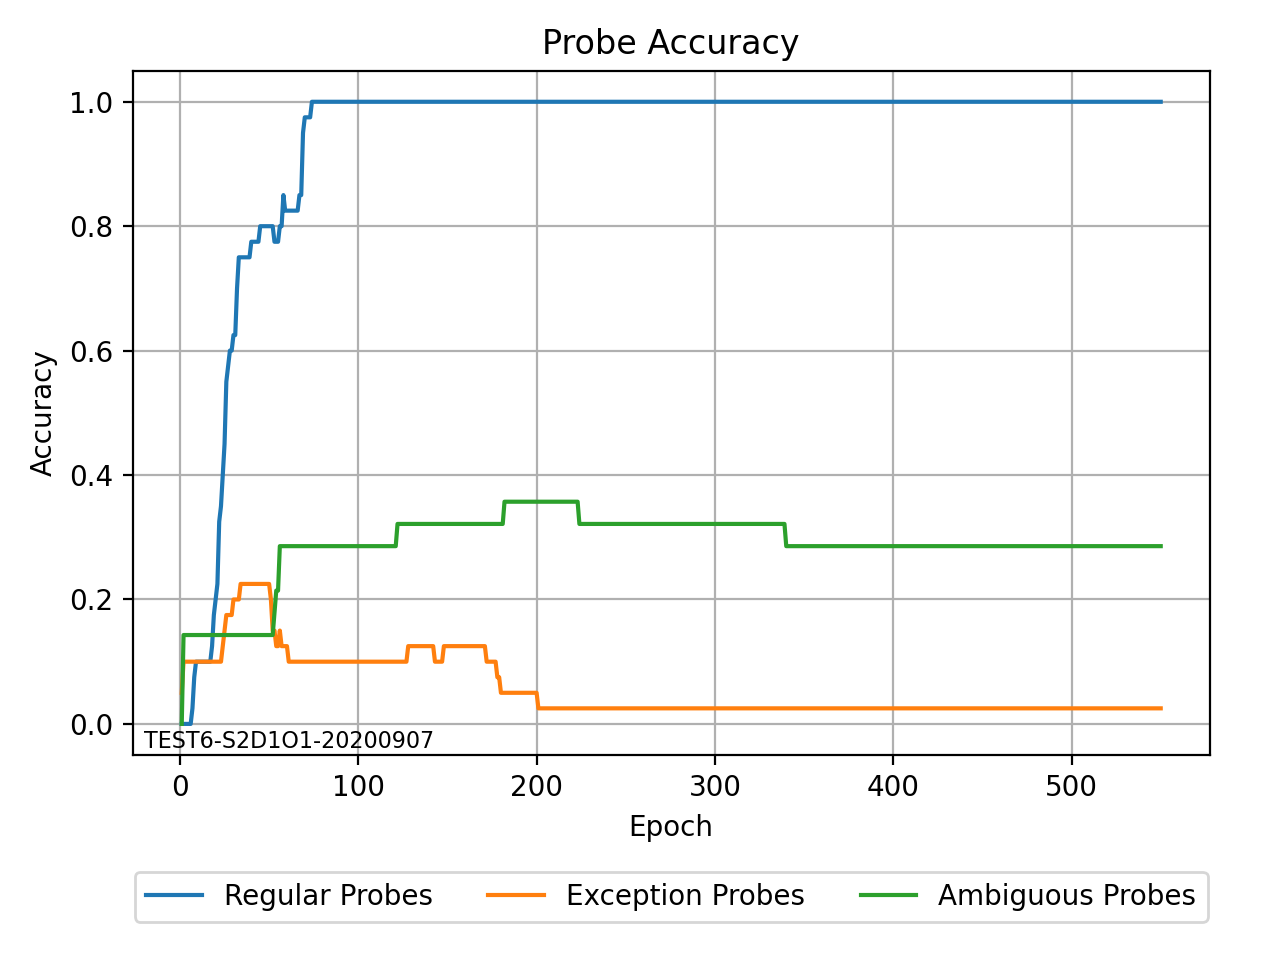 Probe Accuracy
1.0
0.8
0.6
0.4
0.2
0.0
Accuracy
TEST6-S2D1O1-20200907
0 100 200 300 400 500
Epoch
Regular Probes Exception Probes Ambiguous Probes